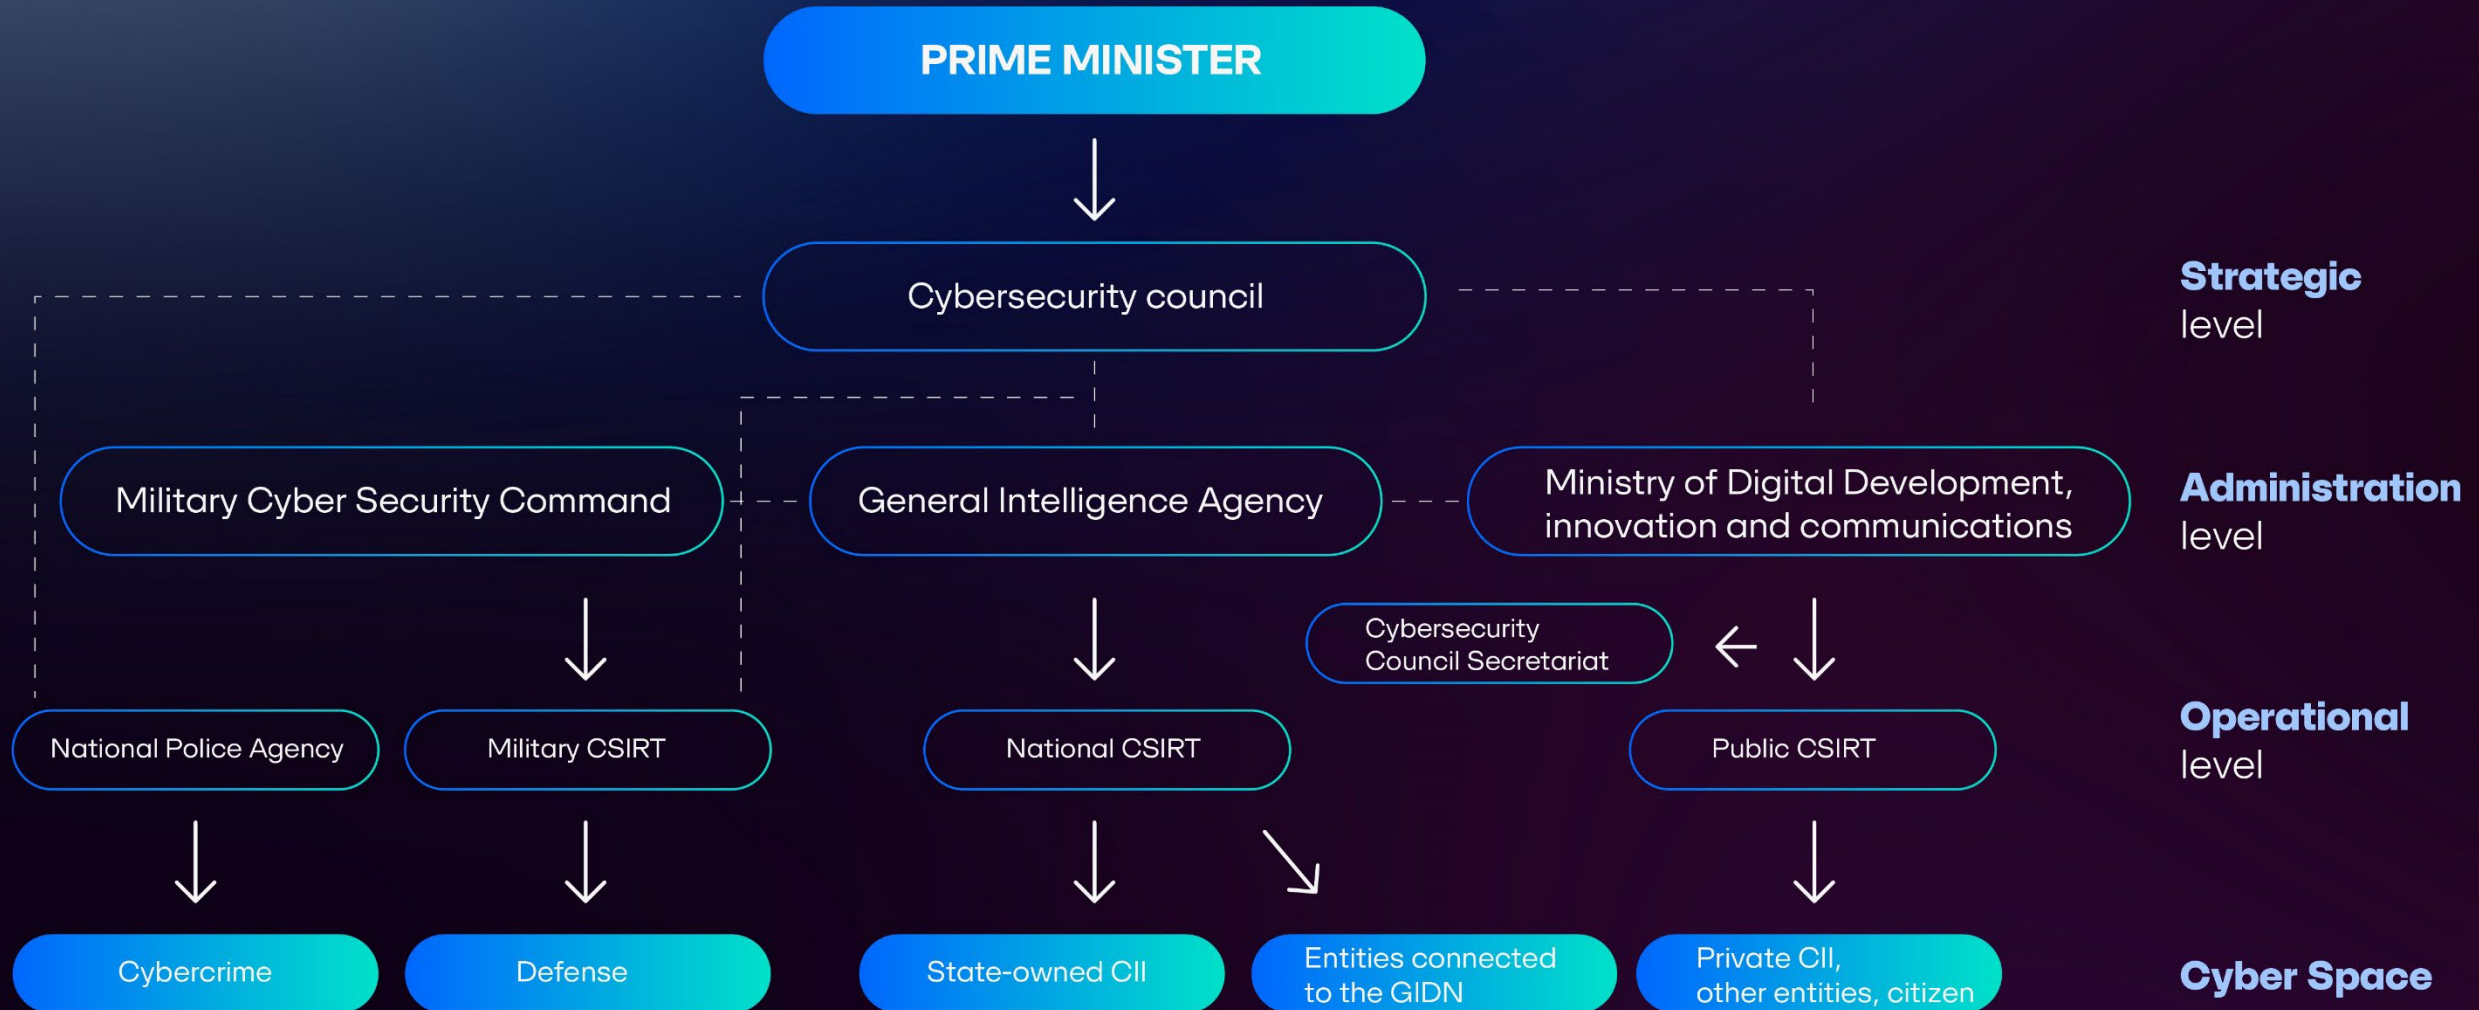 PRIME MINISTER
Cybersecurity council
Strategic
level
Military Cyber Security Command
General Intelligence Agency
Ministry of Digital Development,
innovation and communications
Administration
level
Cybersecurity
Council Secretariat
National Police Agency
Military CSIRT
National CSIRT
Public CSIRT
Operational
level
Cybercrime
Defense
State-owned CII
Entities connected
to the GIDN
Private CII,
other entities, citizen
Cyber Space